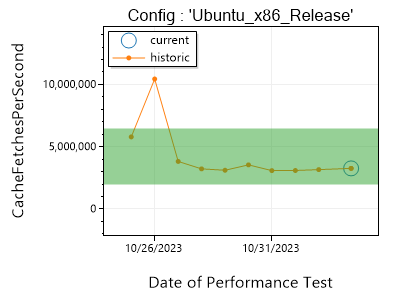 Config : 'Ubuntu_x86_Release'
current
historic
10,000,000
5,000,000
0
CacheFetchesPerSecond
10/26/2023
10/31/2023
Date of Performance Test